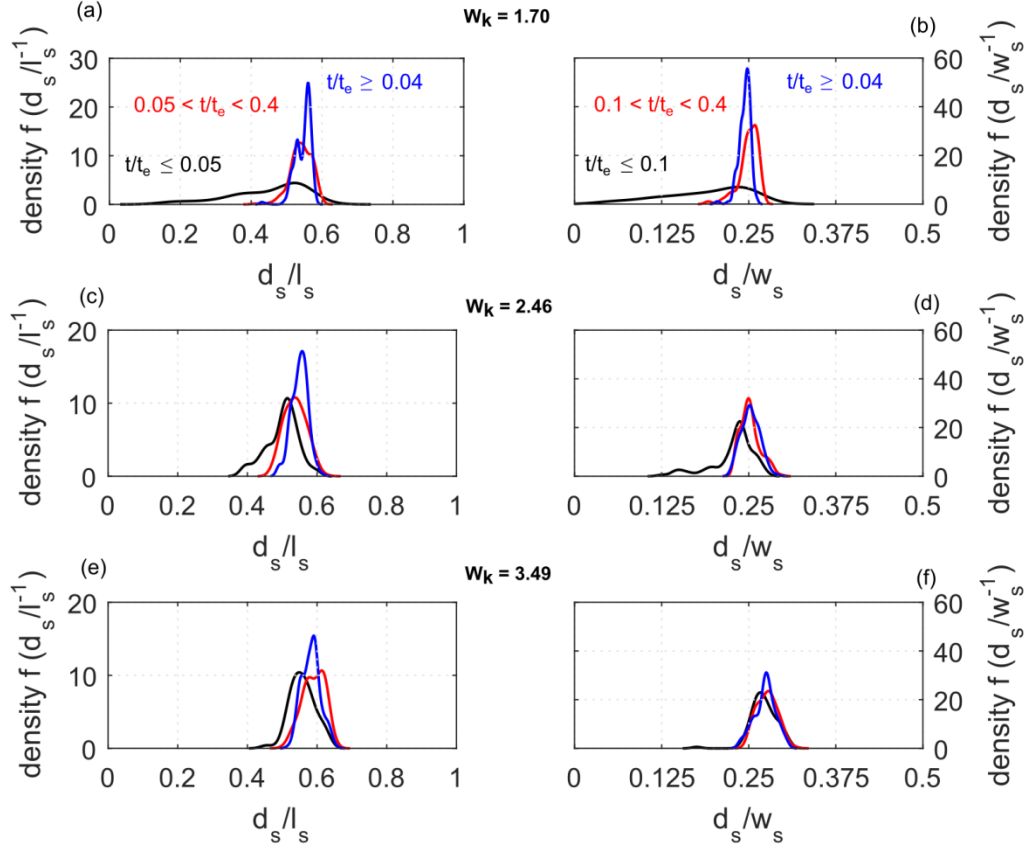 (a)
W_k = 1.70
(b)
density f (d_s/l_s^-1)
30
20
10
0
t/t_e ≥ 0.04
0.05 < t/t_e < 0.4
t/t_e ≤ 0.05
0 0.2 0.4 0.6 0.8 1
d_s/l_s
t/t_e ≥ 0.04
0.1 < t/t_e < 0.4
t/t_e ≤ 0.1
60
40
20
0
density f (d_s/w_s^-1)
0 0.125 0.25 0.375 0.5
d_s/w_s
(c)
W_k = 2.46
(d)
density f (d_s/l_s^-1)
20
10
0
0 0.2 0.4 0.6 0.8 1
d_s/l_s
60
40
20
0
density f (d_s/w_s^-1)
0 0.125 0.25 0.375 0.5
d_s/w_s
(e)
W_k = 3.49
(f)
density f (d_s/l_s^-1)
20
10
0
0 0.2 0.4 0.6 0.8 1
d_s/l_s
60
40
20
0
density f (d_s/w_s^-1)
0 0.125 0.25 0.375 0.5
d_s/w_s